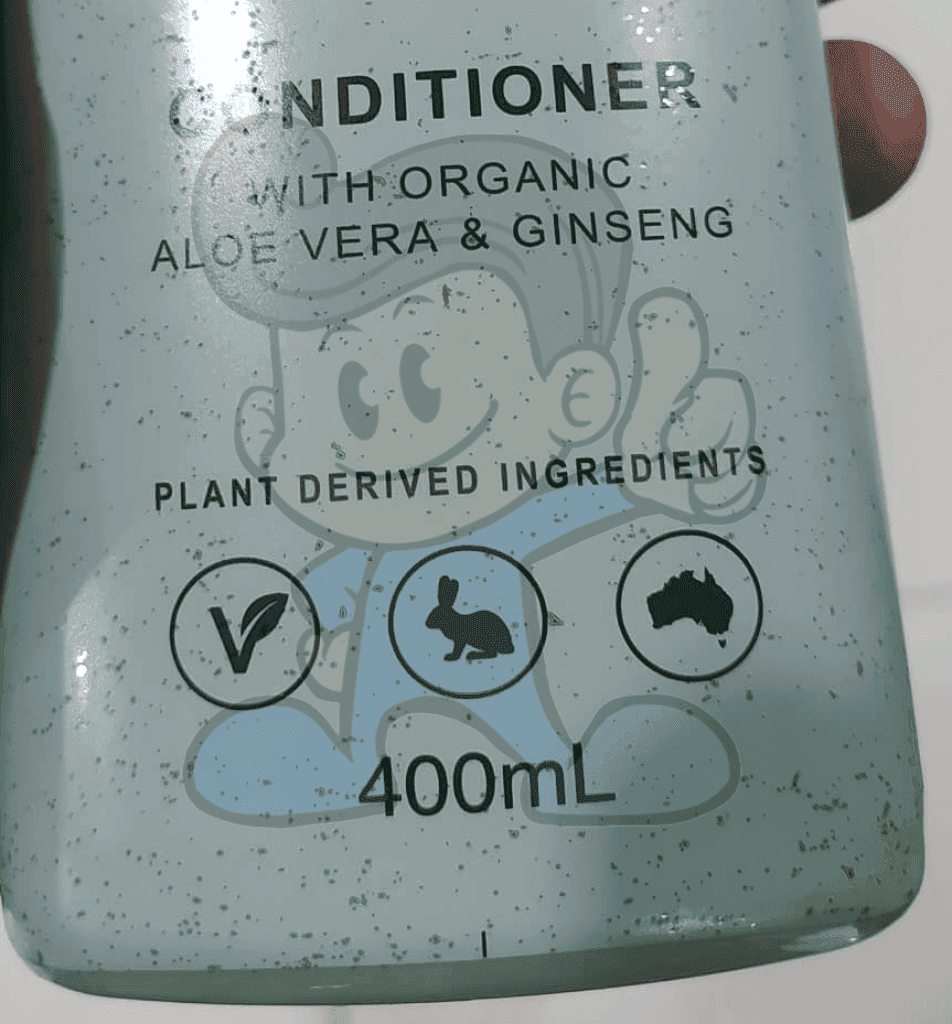 CONDITIONER
WITH ORGANIC
ALOE VERA & GINSENG
PLANT DERIVED INGREDIENTS
400mL